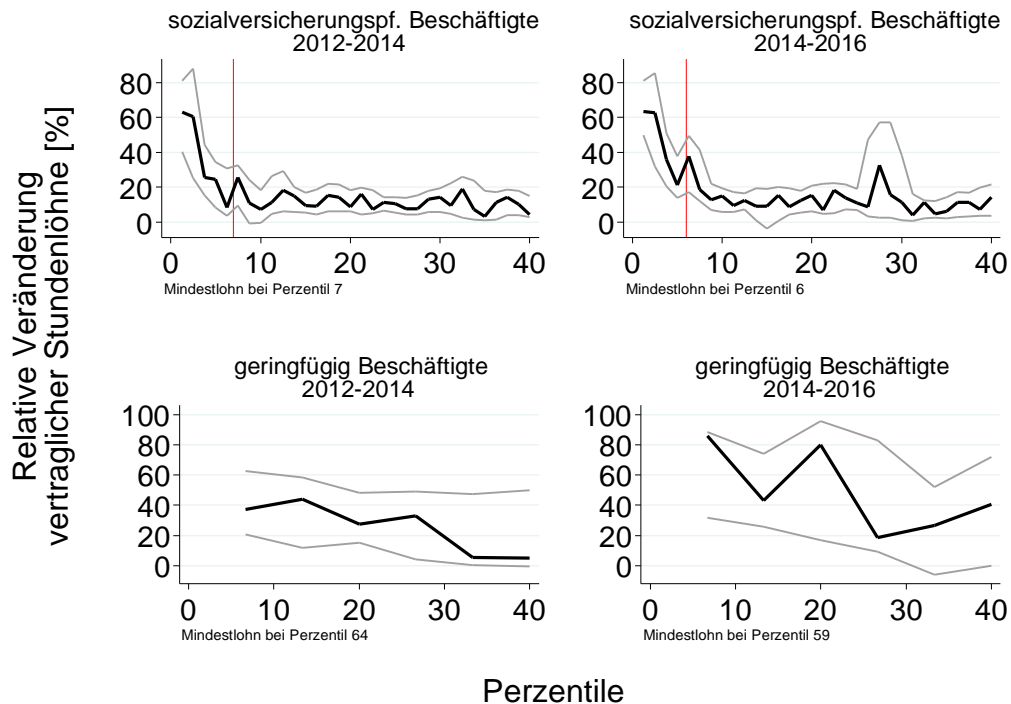 Relative Veränderung
vertraglicher Stundenlöhne [%]
sozialversicherungspf. Beschäftigte
2012-2014
80
60
40
20
0
0 10 20 30 40
Mindestlohn bei Perzentil 7
sozialversicherungspf. Beschäftigte
2014-2016
80
60
40
20
0
0 10 20 30 40
Mindestlohn bei Perzentil 6
geringfügig Beschäftigte
2012-2014
100
80
60
40
20
0
0 10 20 30 40
Mindestlohn bei Perzentil 64
geringfügig Beschäftigte
2014-2016
100
80
60
40
20
0
0 10 20 30 40
Mindestlohn bei Perzentil 59
Perzentile